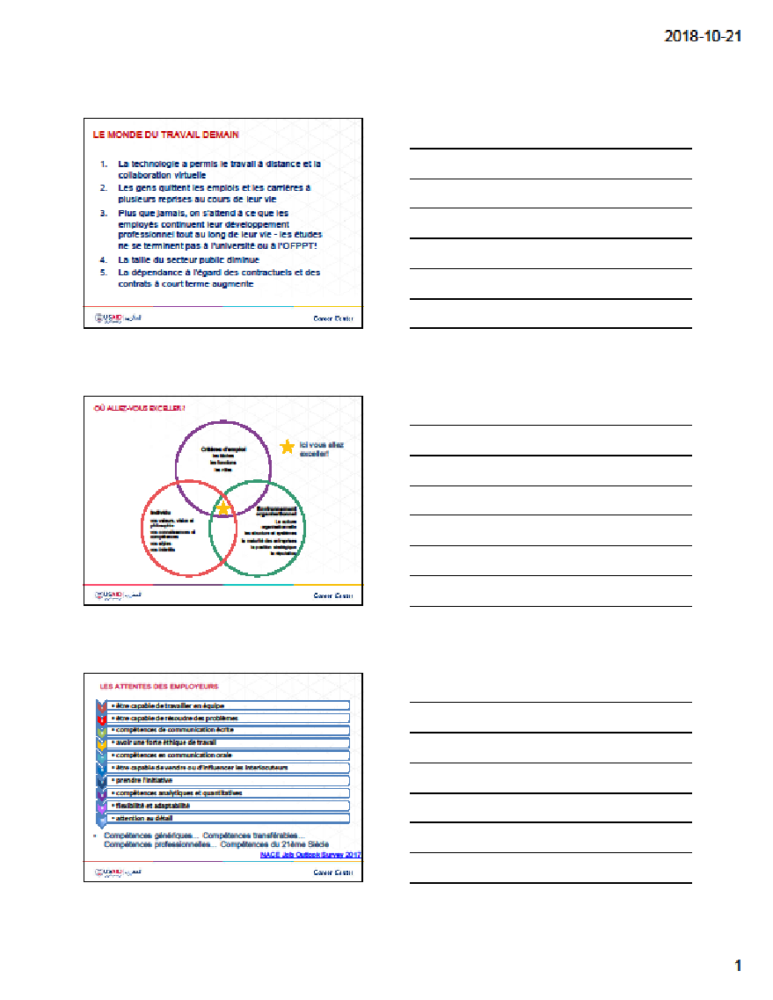 2018-10-21
LE MONDE DU TRAVAIL DEMAIN
1. La technologie a permis le travail à distance et la
collaboration virtuelle
2. Les gens quittent les emplois et les carrières à
plusieurs reprises au cours de leur vie
3. Plus que jamais, on s'attend à ce que les
employés continuent leur développement
professionnel tout au long de leur vie - les études
ne se terminent pas à l'université ou à l'OFPPT!
4. La taille du secteur public diminue
5. La dépendance à l'égard des contractuels et des
contrats à court terme augmente
USAID
Career Center
OÙ ALLEZ-VOUS EXCELLER?
Ici vous allez
exceller!
Critères d'emploi
les tâches
les fonctions
les rôles
Individu
vos valeurs, vision et
philosophie
vos connaissances et
compétences
vos styles
vos intérêts
Environnement
organisationnel
La culture
organisationnelle
les structure et systèmes
la maturité des entreprises
la position stratégique
la réputation
USAID
Career Center
LES ATTENTES DES EMPLOYEURS
• être capable de travailler en équipe
• être capable de résoudre des problèmes
• compétences de communication écrite
• avoir une forte éthique de travail
• compétences en communication orale
• être capable de vendre ou d'influencer les interlocuteurs
• prendre l'initiative
• compétences analytiques et quantitatives
• flexibilité et adaptabilité
• attention au détail
• Compétences génériques... Compétences transférables...
Compétences professionnelles... Compétences du 21ème Siècle
NACE Job Outlook Survey 2017
USAID
Career Center
1